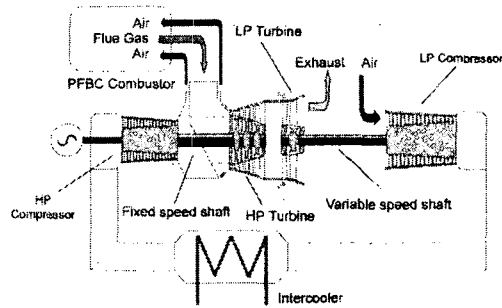 Air
Flue Gas
Air
PFBC Combustor
LP Turbine
Exhaust
Air
LP Compressor
HP
Compressor
Fixed speed shaft
HP Turbine
Variable speed shaft
Intercooler